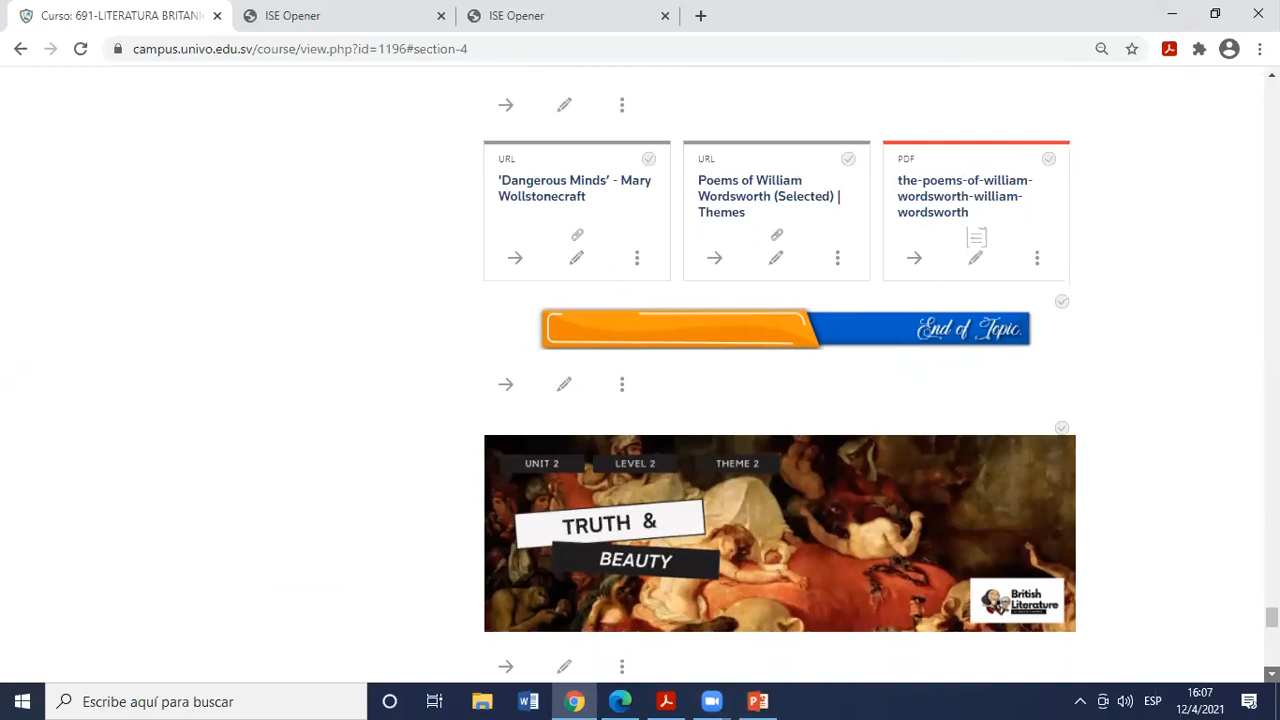 Curso: 691-LITERATURA BRITANI
ISE Opener
ISE Opener
campus.univo.edu.sv/course/view.php?id=1196#section-4
URL
'Dangerous Minds' - Mary
Wollstonecraft
URL
Poems of William
Wordsworth (Selected) |
Themes
PDF
the-poems-of-william-
wordsworth-william-
wordsworth
End of Topic.
UNIT 2
LEVEL 2
THEME 2
TRUTH &
BEAUTY
British
Literature
Escribe aquí para buscar
ESP
16:07
12/4/2021